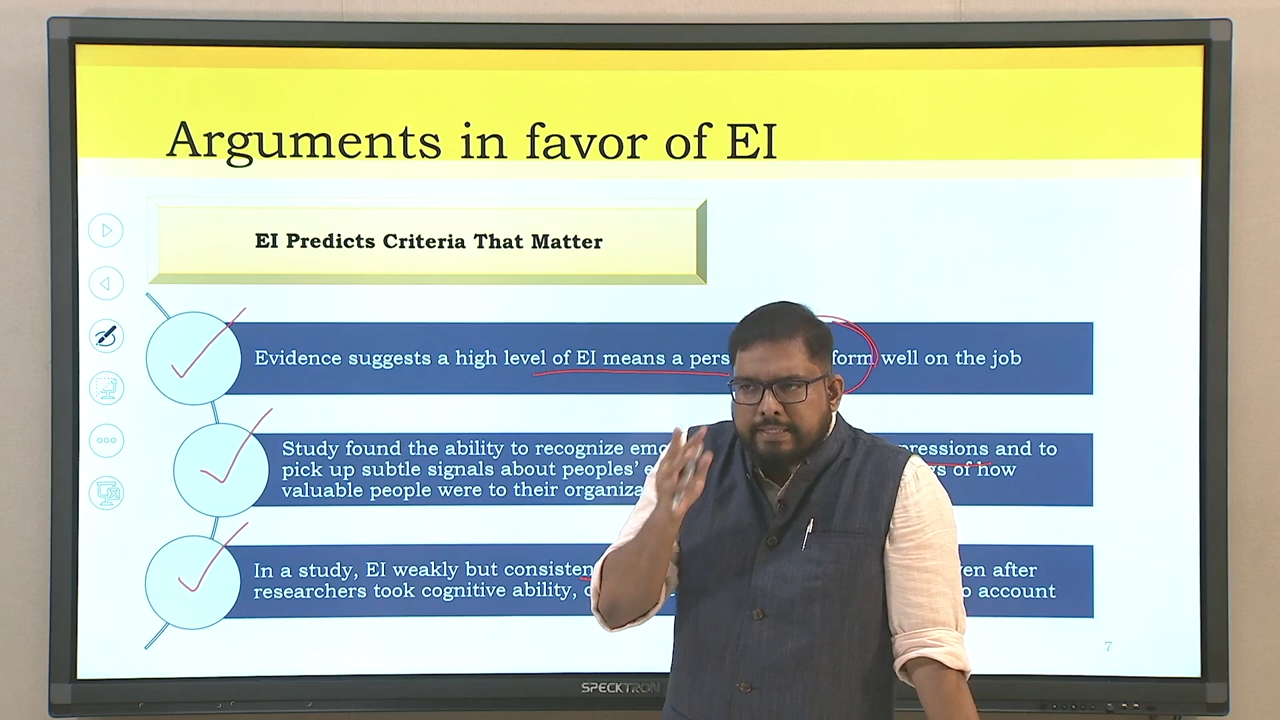 Arguments in favor of EI
EI Predicts Criteria That Matter
Evidence suggests a high level of EI means a pers form well on the job
Study found the ability to recognize emo pressions and to
pick up subtle signals about peoples' e of how
valuable people were to their organiza
In a study, EI weakly but consisten en after
researchers took cognitive ability, o account
7
SPECKTRON